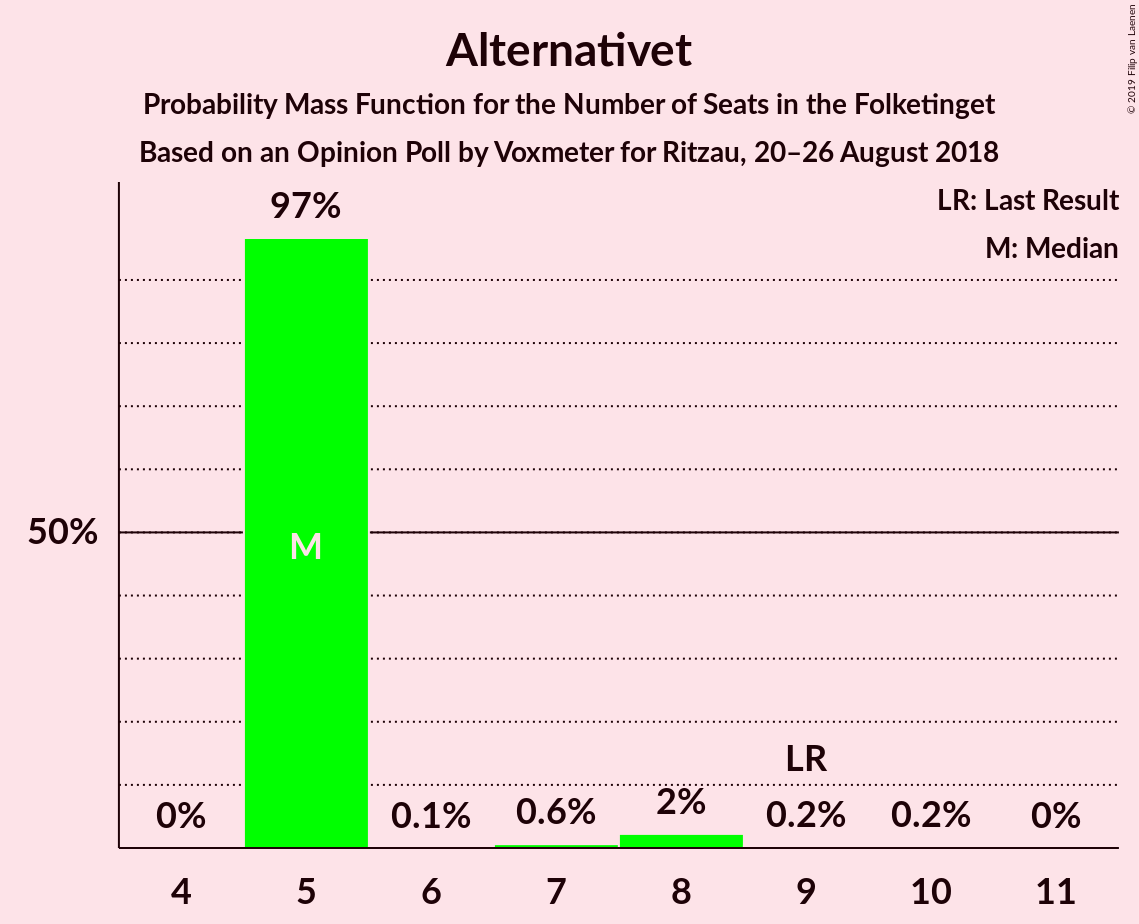 Alternativet
Probability Mass Function for the Number of Seats in the Folketinget
Based on an Opinion Poll by Voxmeter for Ritzau, 20–26 August 2018
© 2019 Filip van Laenen
LR: Last Result
M: Median
97%
50%
M
LR
0% 0.1% 0.6% 2% 0.2% 0.2% 0%
4 5 6 7 8 9 10 11